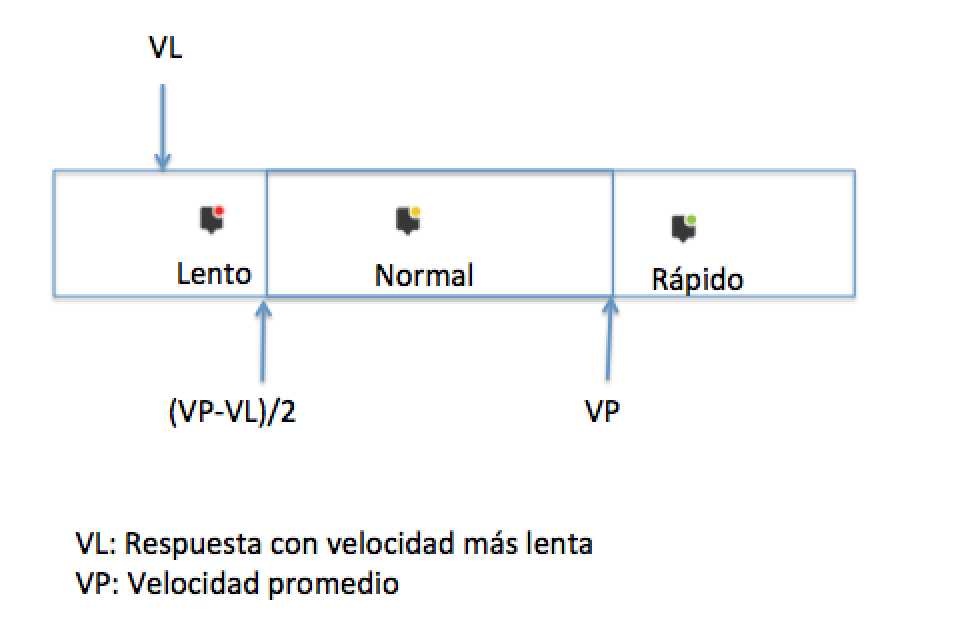 VL
Lento
Normal
Rápido
(VP-VL)/2
VP
VL: Respuesta con velocidad más lenta
VP: Velocidad promedio